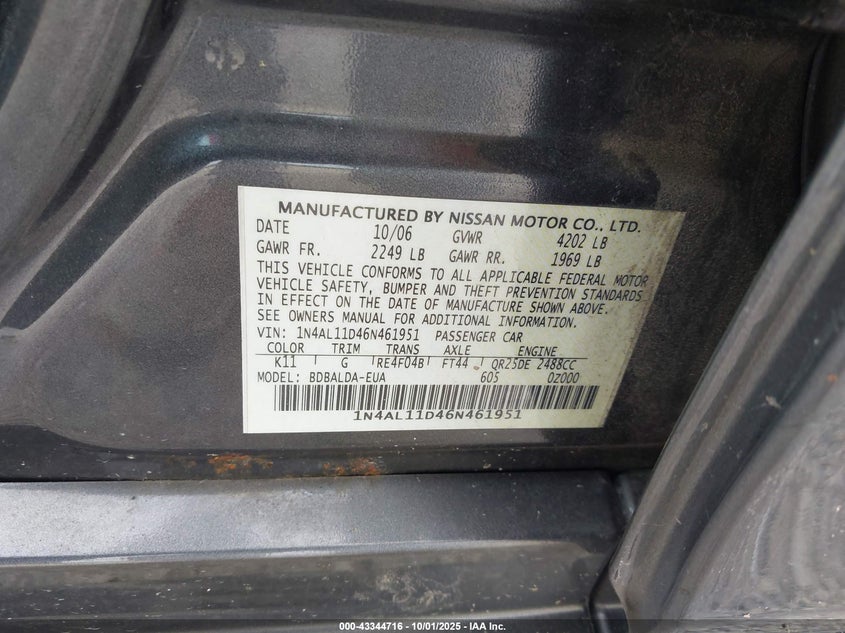 MANUFACTURED BY NISSAN MOTOR CO., LTD.
DATE 10/06 GVWR 4202 LB
GAWR FR. 2249 LB GAWR RR. 1969 LB
THIS VEHICLE CONFORMS TO ALL APPLICABLE FEDERAL MOTOR
VEHICLE SAFETY, BUMPER AND THEFT PREVENTION STANDARDS
IN EFFECT ON THE DATE OF MANUFACTURE SHOWN ABOVE.
SEE OWNERS MANUAL FOR ADDITIONAL INFORMATION.
VIN: 1N4AL11D46N461951 PASSENGER CAR
COLOR TRIM TRANS AXLE ENGINE
K11 G RE4F04B FT44 QR25DE 2488CC
MODEL: BDBALDA-EUA 605 0Z000
1N4AL11D46N461951
000-43344716 - 10/01/2025 - IAA Inc.